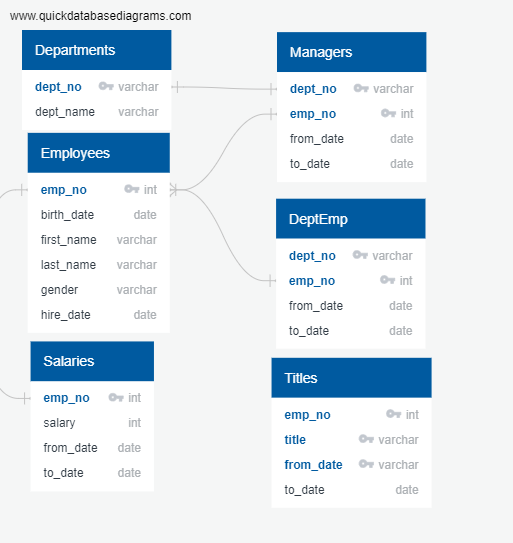 www.quickdatabasediagrams.com
Departments
dept_no varchar
dept_name varchar
Employees
emp_no int
birth_date date
first_name varchar
last_name varchar
gender varchar
hire_date date
Salaries
emp_no int
salary int
from_date date
to_date date
Managers
dept_no varchar
emp_no int
from_date date
to_date date
DeptEmp
dept_no varchar
emp_no int
from_date date
to_date date
Titles
emp_no int
title varchar
from_date varchar
to_date date